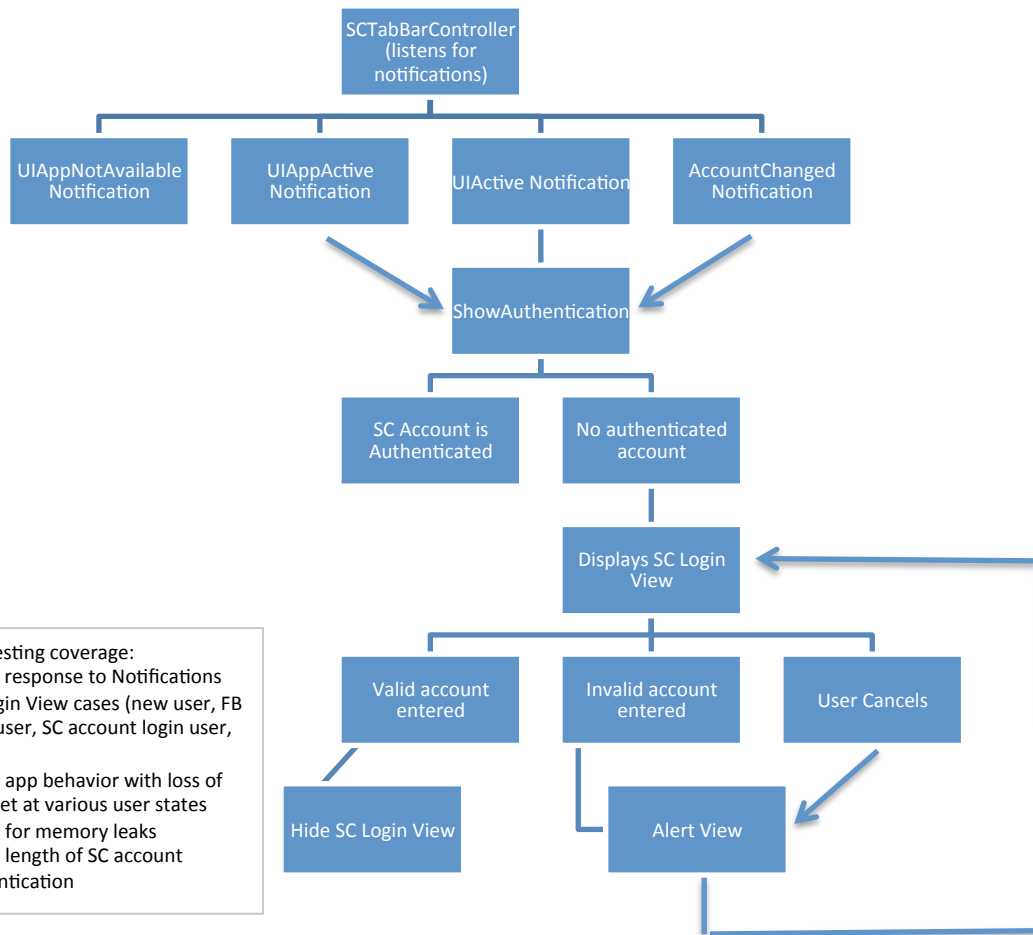 SCTabBarController
(listens for
notifications)
UIAppNotAvailable
Notification
UIAppActive
Notification
UIActive Notification
AccountChanged
Notification
ShowAuthentication
SC Account is
Authenticated
No authenticated
account
Displays SC Login
View
Valid account
entered
Invalid account
entered
User Cancels
Hide SC Login View
Alert View
esting coverage:
response to Notifications
gin View cases (new user, FB
user, SC account login user,
app behavior with loss of
et at various user states
for memory leaks
length of SC account
ntication